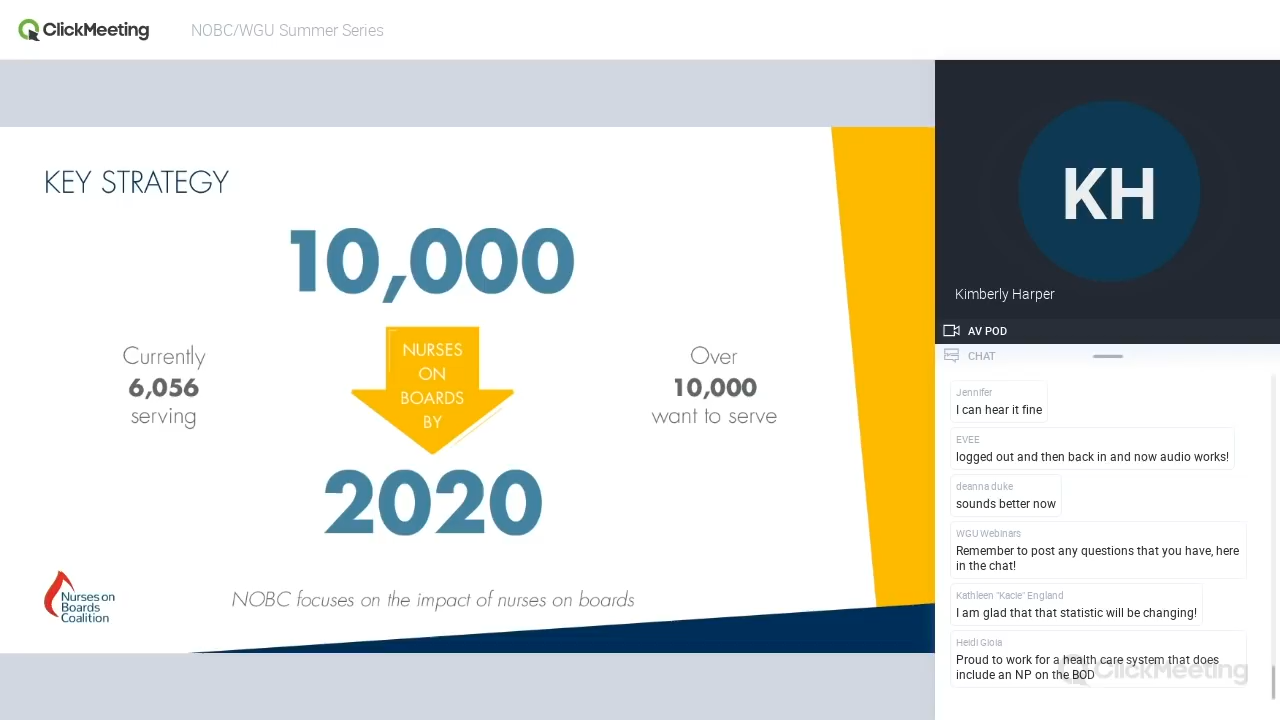 ClickMeeting
NOBC/WGU Summer Series
KEY STRATEGY
10,000
NURSES
ON
BOARDS
BY
2020
Currently
6,056
serving
Over
10,000
want to serve
Nurses on
Boards
Coalition
NOBC focuses on the impact of nurses on boards
KH
Kimberly Harper
AV POD
CHAT
Jennifer
I can hear it fine
EVEE
logged out and then back in and now audio works!
deanna duke
sounds better now
WGU Webinars
Remember to post any questions that you have, here
in the chat!
Kathleen "Kacie" England
I am glad that that statistic will be changing!
Heidi Gioia
Proud to work for a health care system that does
include an NP on the BOD
ClickMeeting